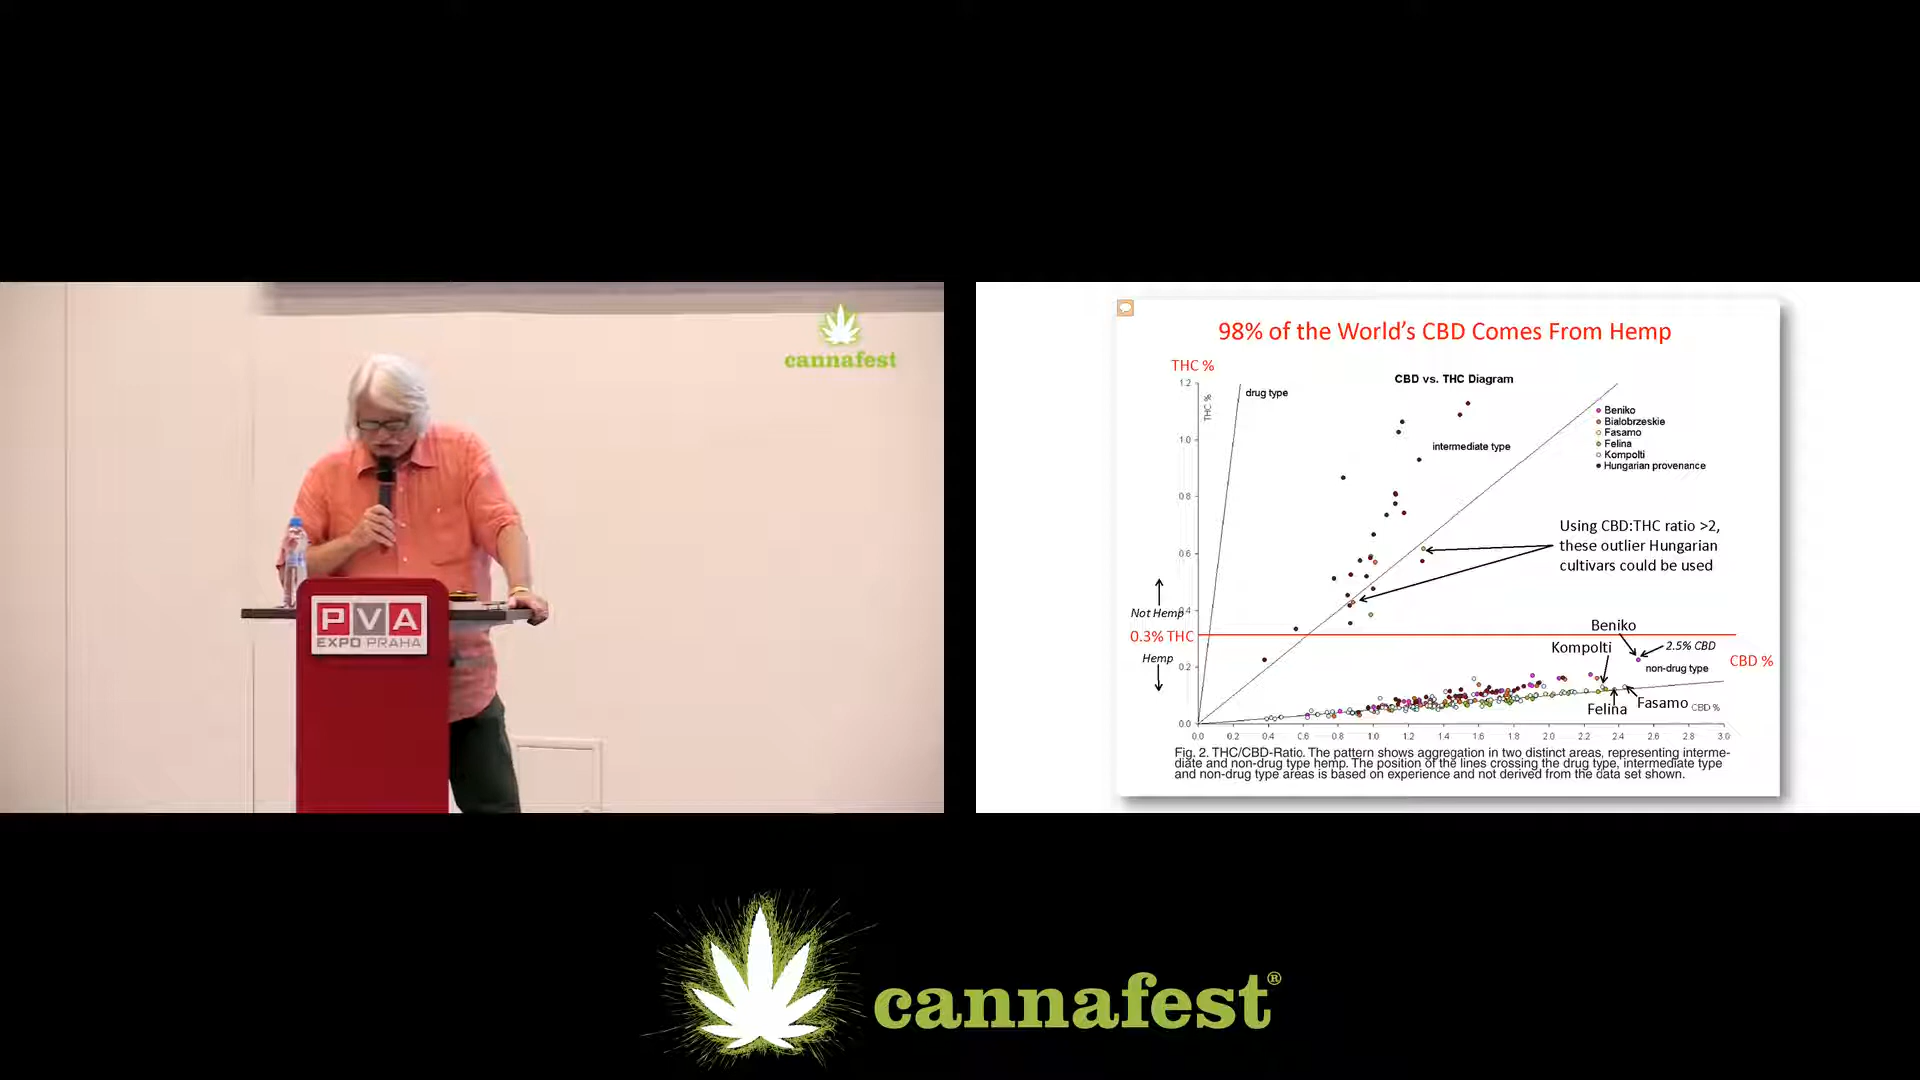 cannafest
PVA
EXPO PRAHA
98% of the World's CBD Comes From Hemp
THC %
CBD vs. THC Diagram
1.2
THC %
drug type
Beniko
Bialobrzeskie
Fasamo
Felina
Kompolti
Hungarian provenance
1.0
intermediate type
0.8
Using CBD:THC ratio >2,
these outlier Hungarian
cultivars could be used
0.6
Not Hemp
0.4
0.3% THC
Hemp
Beniko
Kompolti
2.5% CBD
CBD %
non-drug type
0.2
Felina
Fasamo
CBD %
0.0
0.0 0.2 0.4 0.6 0.8 1.0 1.2 1.4 1.6 1.8 2.0 2.2 2.4 2.6 2.8 3.0
Fig. 2. THC/CBD-Ratio. The pattern shows aggregation in two distinct areas, representing interme-
diate and non-drug type hemp. The position of the lines crossing the drug type, intermediate type
and non-drug type areas is based on experience and not derived from the data set shown.
cannafest®